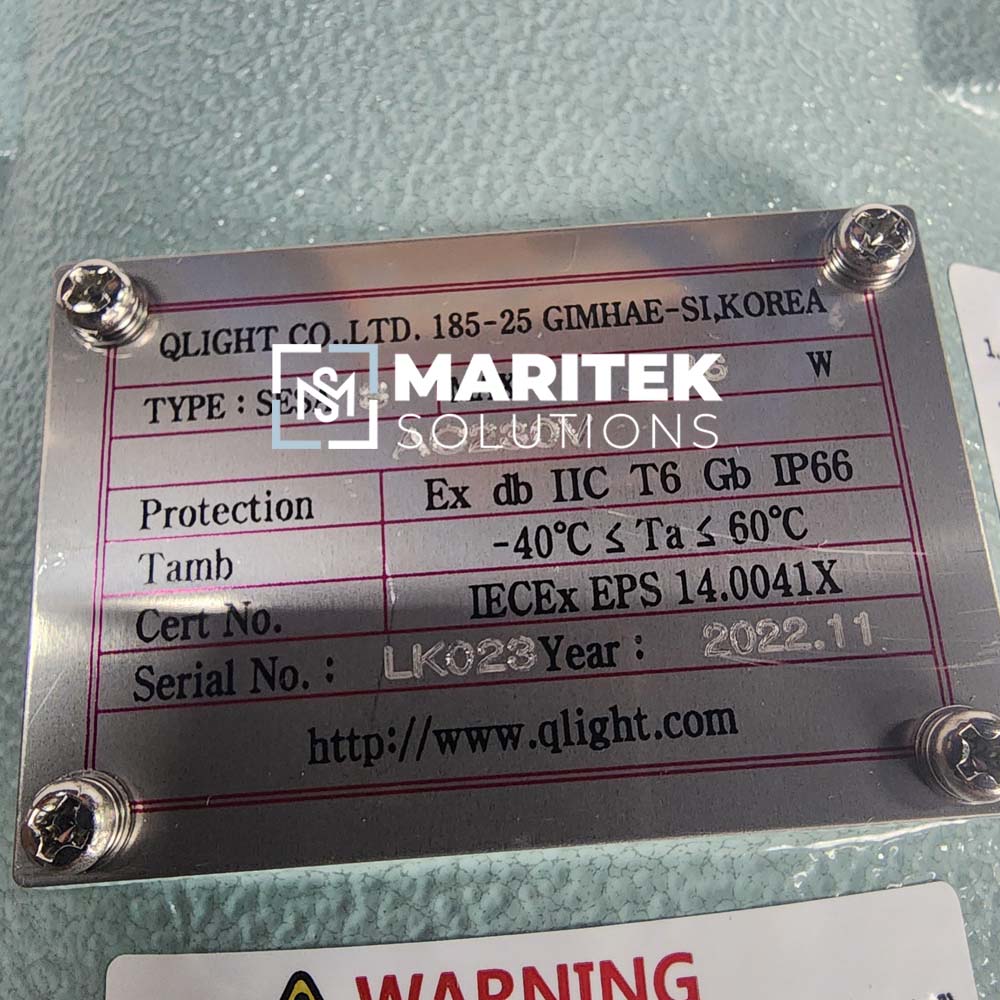 QLIGHT CO.,LTD. 185-25 GIMHAE-SI,KOREA
TYPE : W
MARITEK
SOLUTIONS
AC220V
Protection Ex db IIC T6 Gb IP66
Tamb -40°C ≤ Ta ≤ 60°C
Cert No. IECEx EPS 14.0041X
Serial No. : LK023 Year : 2022.11
http://www.qlight.com
WARNING